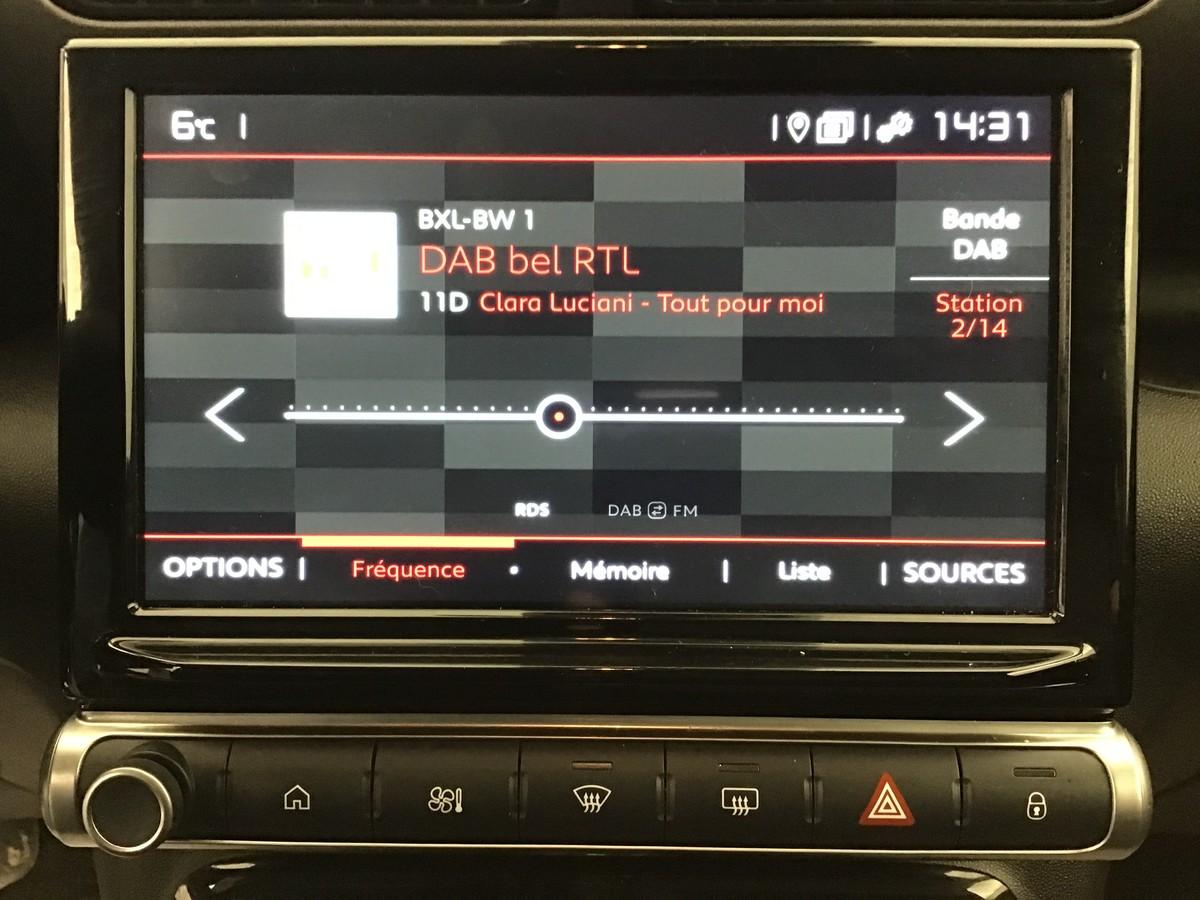 6°C
14:31
BXL-BW 1
DAB bel RTL
11D Clara Luciani - Tout pour moi
Bande
DAB
Station
2/14
RDS DAB FM
OPTIONS Fréquence Mémoire Liste SOURCES